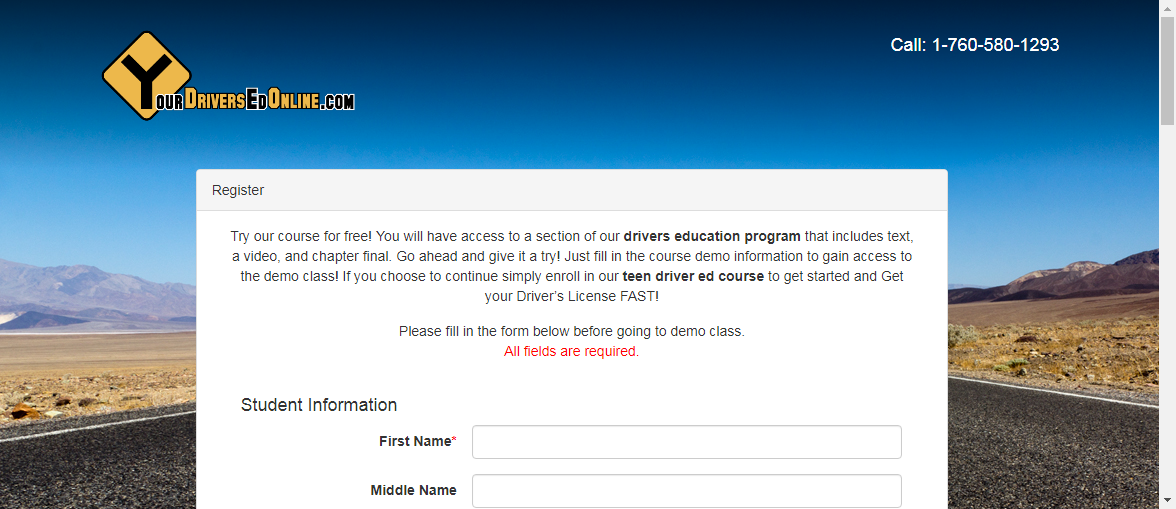 Call: 1-760-580-1293
YOUR DRIVERSEDONLINE.COM
Register
Try our course for free! You will have access to a section of our drivers education program that includes text,
a video, and chapter final. Go ahead and give it a try! Just fill in the course demo information to gain access to
the demo class! If you choose to continue simply enroll in our teen driver ed course to get started and Get
your Driver’s License FAST!
Please fill in the form below before going to demo class.
All fields are required.
Student Information
First Name*
Middle Name